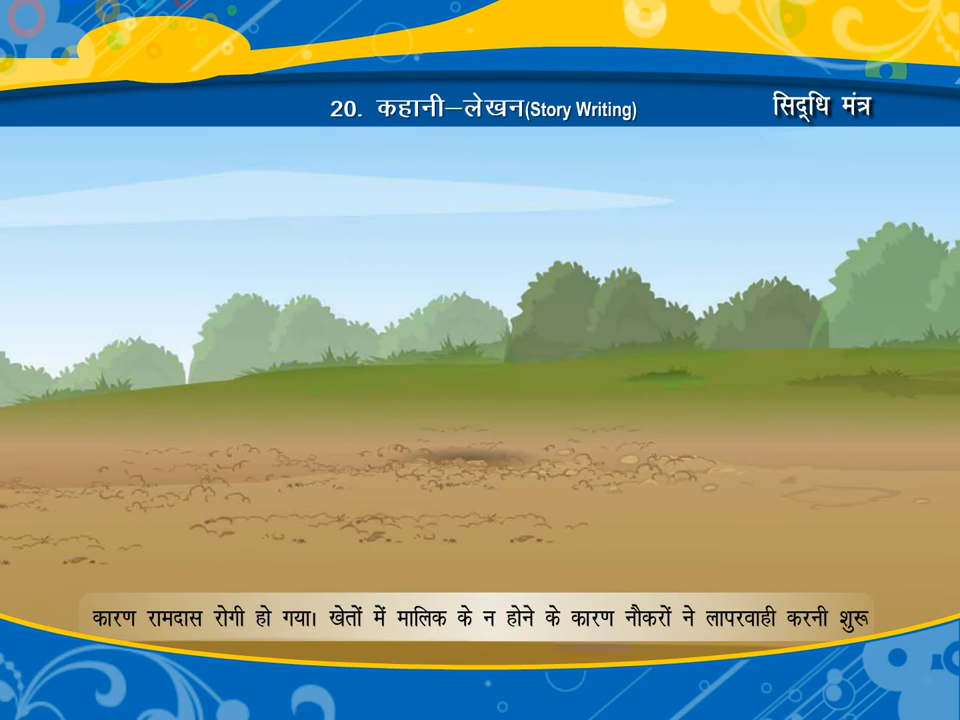 20. कहानी–लेखन(Story Writing)
सिद्‌धि मंत्र
कारण रामदास रोगी हो गया। खेतों में मालिक के न होने के कारण नौकरों ने लापरवाही करनी शुरू